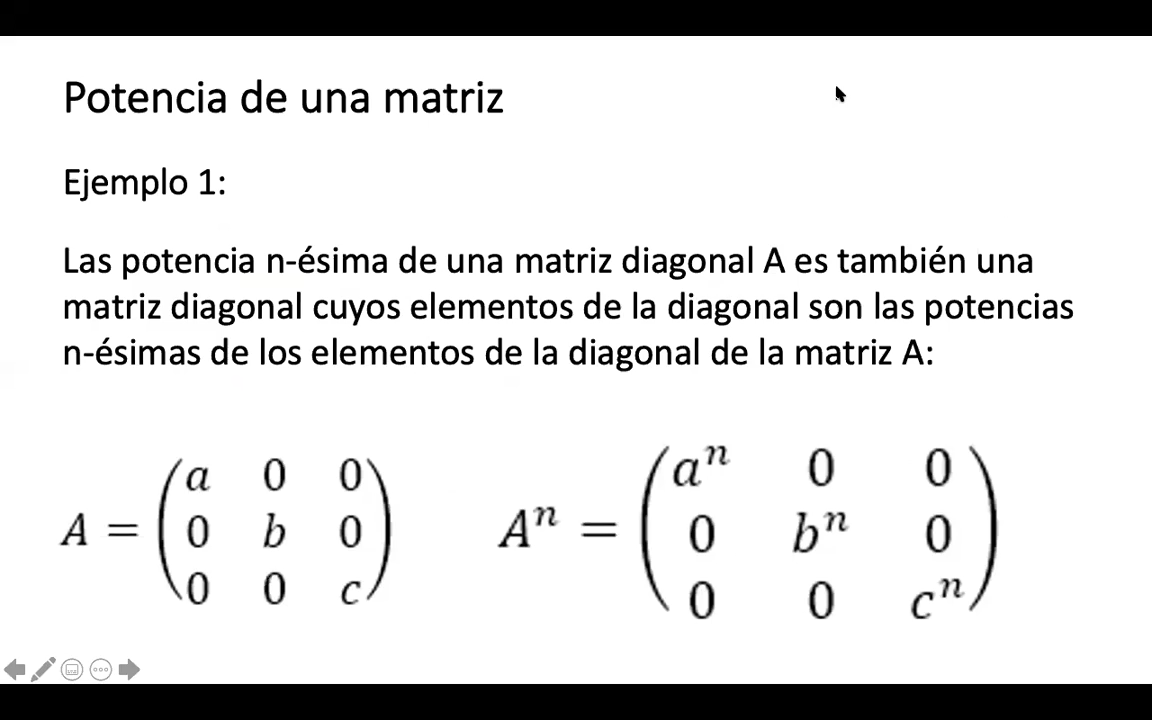 Potencia de una matriz
Ejemplo 1:
Las potencia n-ésima de una matriz diagonal A es también una
matriz diagonal cuyos elementos de la diagonal son las potencias
n-ésimas de los elementos de la diagonal de la matriz A:
A = (a 0 0
0 b 0
0 0 c)
Aⁿ = (aⁿ 0 0
0 bⁿ 0
0 0 cⁿ)